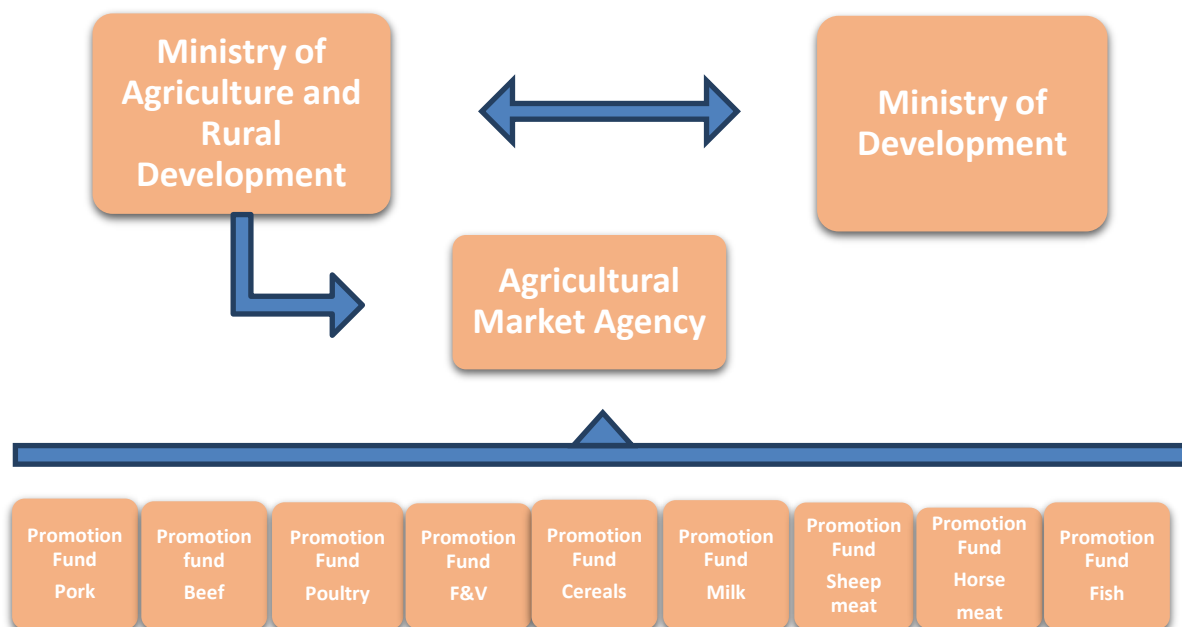 Ministry of
Agriculture and
Rural
Development
Ministry of
Development
Agricultural
Market Agency
Promotion
Fund
Pork
Promotion
fund
Beef
Promotion
Fund
Poultry
Promotion
Fund
F&V
Promotion
Fund
Cereals
Promotion
Fund
Milk
Promotion
Fund
Sheep
meat
Promotion
Fund
Horse
meat
Promotion
Fund
Fish